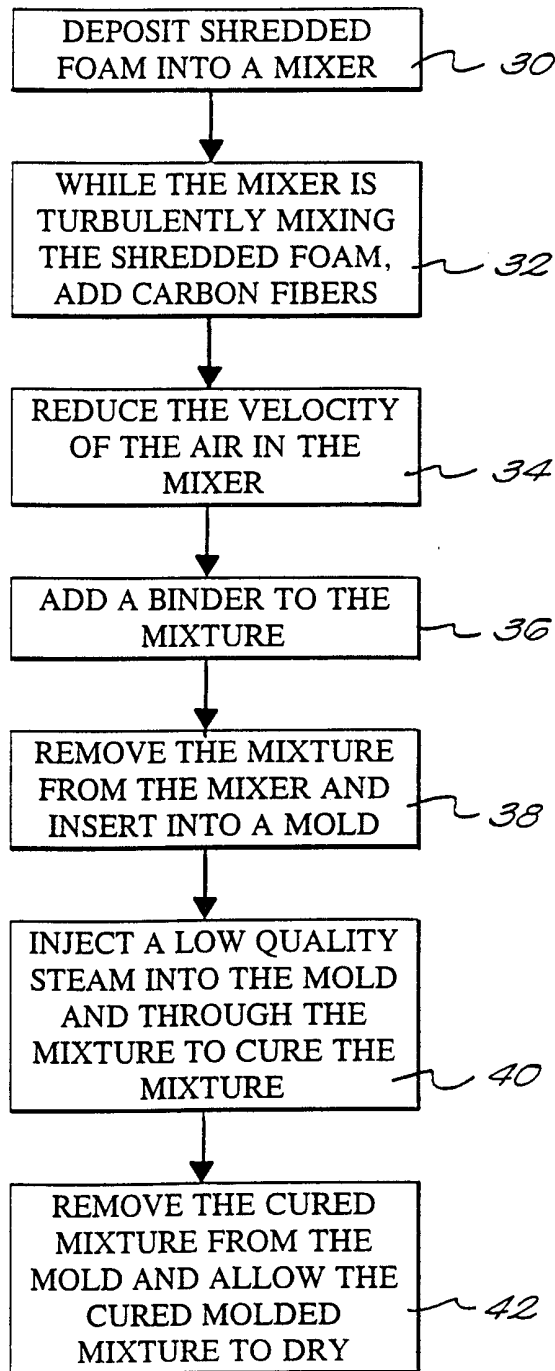 DEPOSIT SHREDDED
FOAM INTO A MIXER
30
WHILE THE MIXER IS
TURBULENTLY MIXING
THE SHREDDED FOAM,
ADD CARBON FIBERS
32
REDUCE THE VELOCITY
OF THE AIR IN THE
MIXER
34
ADD A BINDER TO THE
MIXTURE
36
REMOVE THE MIXTURE
FROM THE MIXER AND
INSERT INTO A MOLD
38
INJECT A LOW QUALITY
STEAM INTO THE MOLD
AND THROUGH THE
MIXTURE TO CURE THE
MIXTURE
40
REMOVE THE CURED
MIXTURE FROM THE
MOLD AND ALLOW THE
CURED MOLDED
MIXTURE TO DRY
42